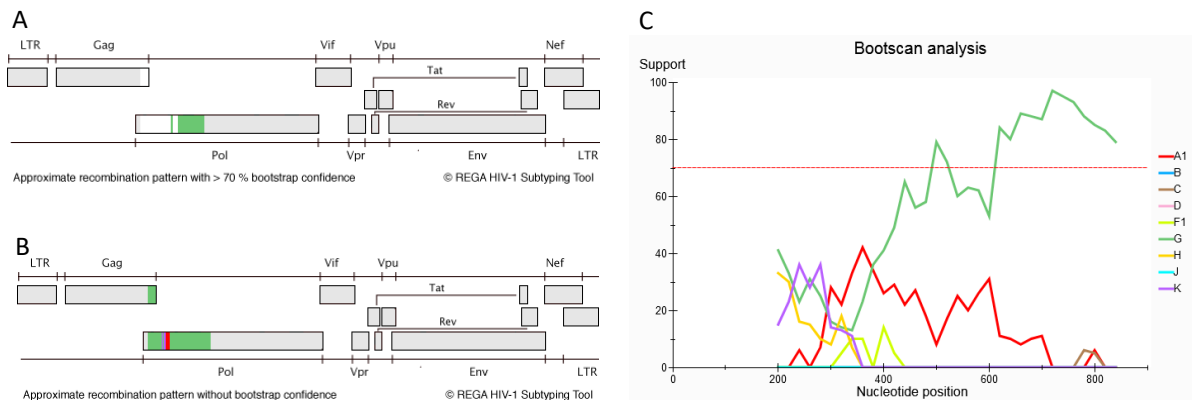 A
LTR Gag Vif Vpu Nef
Tat
Rev
Pol Vpr Env LTR
Approximate recombination pattern with > 70 % bootstrap confidence © REGA HIV-1 Subtyping Tool
B
LTR Gag Vif Vpu Nef
Tat
Rev
Pol Vpr Env LTR
Approximate recombination pattern without bootstrap confidence © REGA HIV-1 Subtyping Tool
C
Bootscan analysis
Support
100
80
60
40
20
0
0 200 400 600 800
Nucleotide position
A1
B
C
D
F1
G
H
J
K